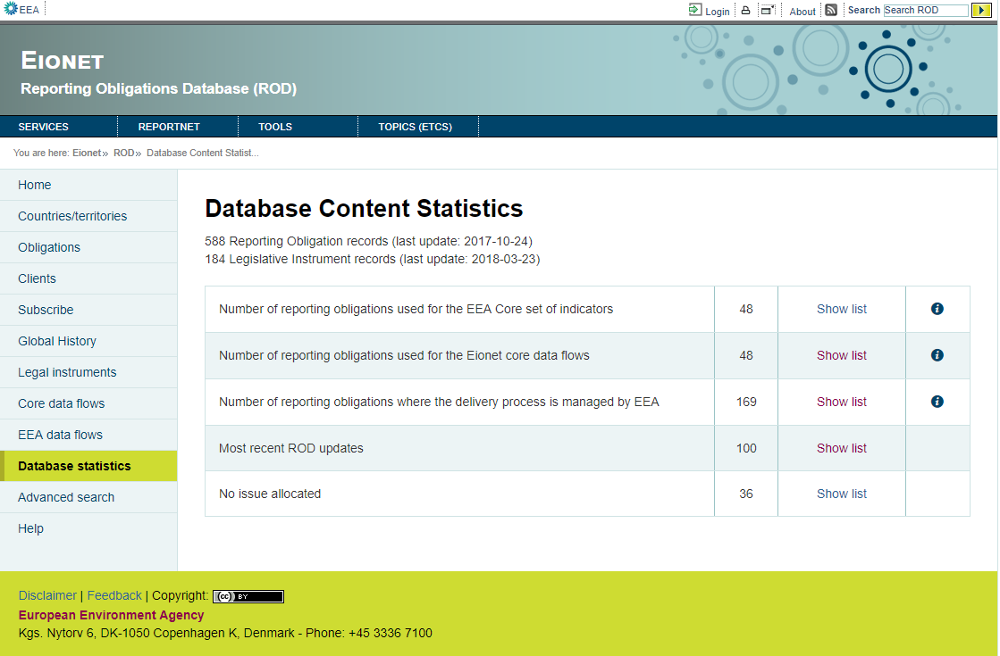 EEA
Login
About
Search Search ROD
EIONET
Reporting Obligations Database (ROD)
SERVICES REPORTNET TOOLS TOPICS (ETCS)
You are here: Eionet» ROD» Database Content Statist...
Home
Countries/territories
Obligations
Clients
Subscribe
Global History
Legal instruments
Core data flows
EEA data flows
Database statistics
Advanced search
Help
Database Content Statistics
588 Reporting Obligation records (last update: 2017-10-24)
184 Legislative Instrument records (last update: 2018-03-23)
Number of reporting obligations used for the EEA Core set of indicators 48 Show list i
Number of reporting obligations used for the Eionet core data flows 48 Show list i
Number of reporting obligations where the delivery process is managed by EEA 169 Show list i
Most recent ROD updates 100 Show list
No issue allocated 36 Show list
Disclaimer | Feedback | Copyright: cc BY
European Environment Agency
Kgs. Nytorv 6, DK-1050 Copenhagen K, Denmark - Phone: +45 3336 7100